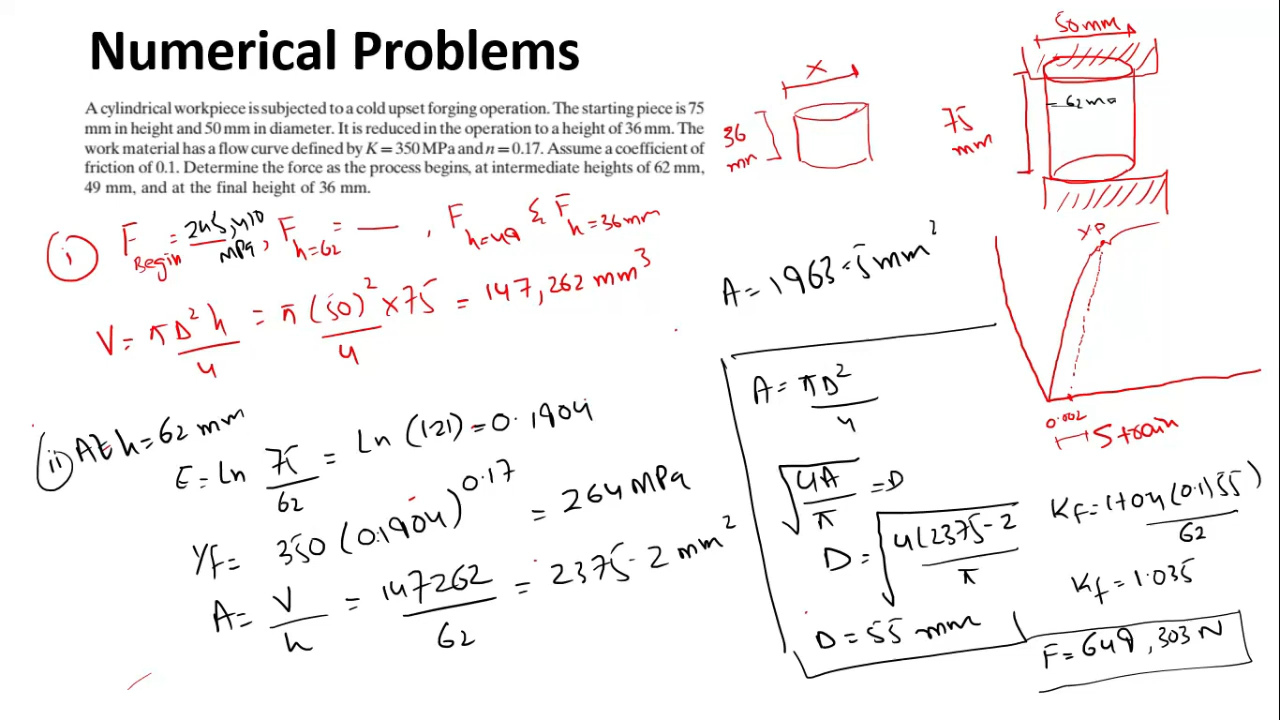 Numerical Problems
A cylindrical workpiece is subjected to a cold upset forging operation. The starting piece is 75
mm in height and 50 mm in diameter. It is reduced in the operation to a height of 36 mm. The
work material has a flow curve defined by K = 350 MPa and n = 0.17. Assume a coefficient of
friction of 0.1. Determine the force as the process begins, at intermediate heights of 62 mm,
49 mm, and at the final height of 36 mm.
i) F Begin = 245,410 MPa, F h=62 = — , F h=49 & F h=36mm
V = πD²h/4 = π(50)²/4 × 75 = 147,262 mm³
ii) At h = 62 mm
E = Ln 75/62 = Ln (1.21) = 0.1904
Yf = 350 (0.1904)^0.17 = 264 MPa
A = V/h = 147262/62 = 2375.2 mm²
X
36 mm
50mm
62 mm
75 mm
YP
0.002
Strain
A = 1963.5 mm²
A = πD²/4
√(4A/π) = D
D = √(4(2375.2/π
D = 55 mm
Kf = 1+0.4(0.1)55)/62
Kf = 1.035
F = 649,303 N